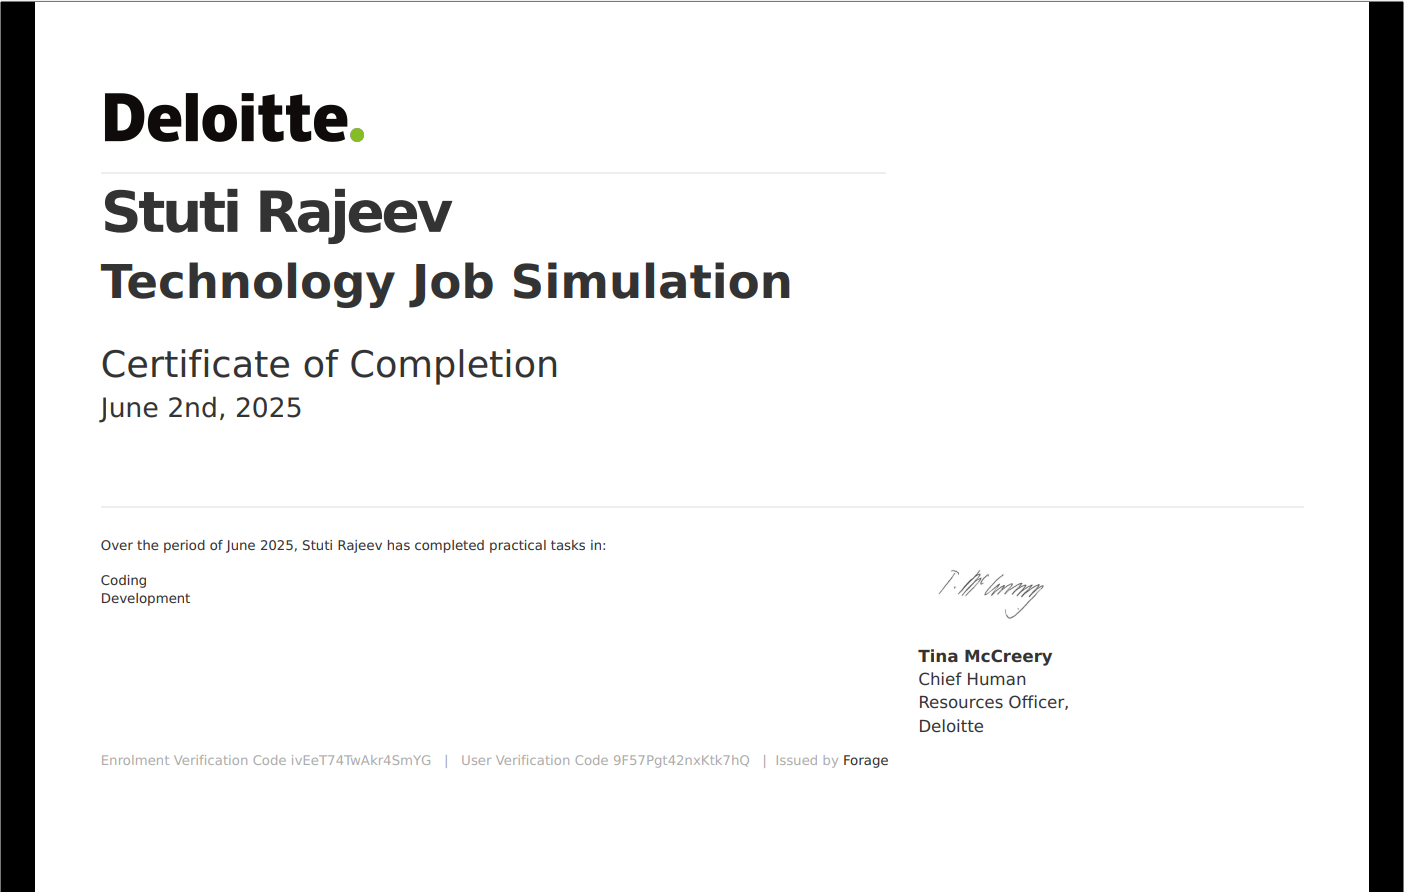 Deloitte.
Stuti Rajeev
Technology Job Simulation
Certificate of Completion
June 2nd, 2025
Over the period of June 2025, Stuti Rajeev has completed practical tasks in:
Coding
Development
T. McCreery
Tina McCreery
Chief Human
Resources Officer,
Deloitte
Enrolment Verification Code ivEeT74TwAkr4SmYG | User Verification Code 9F57Pgt42nxKtk7hQ | Issued by Forage